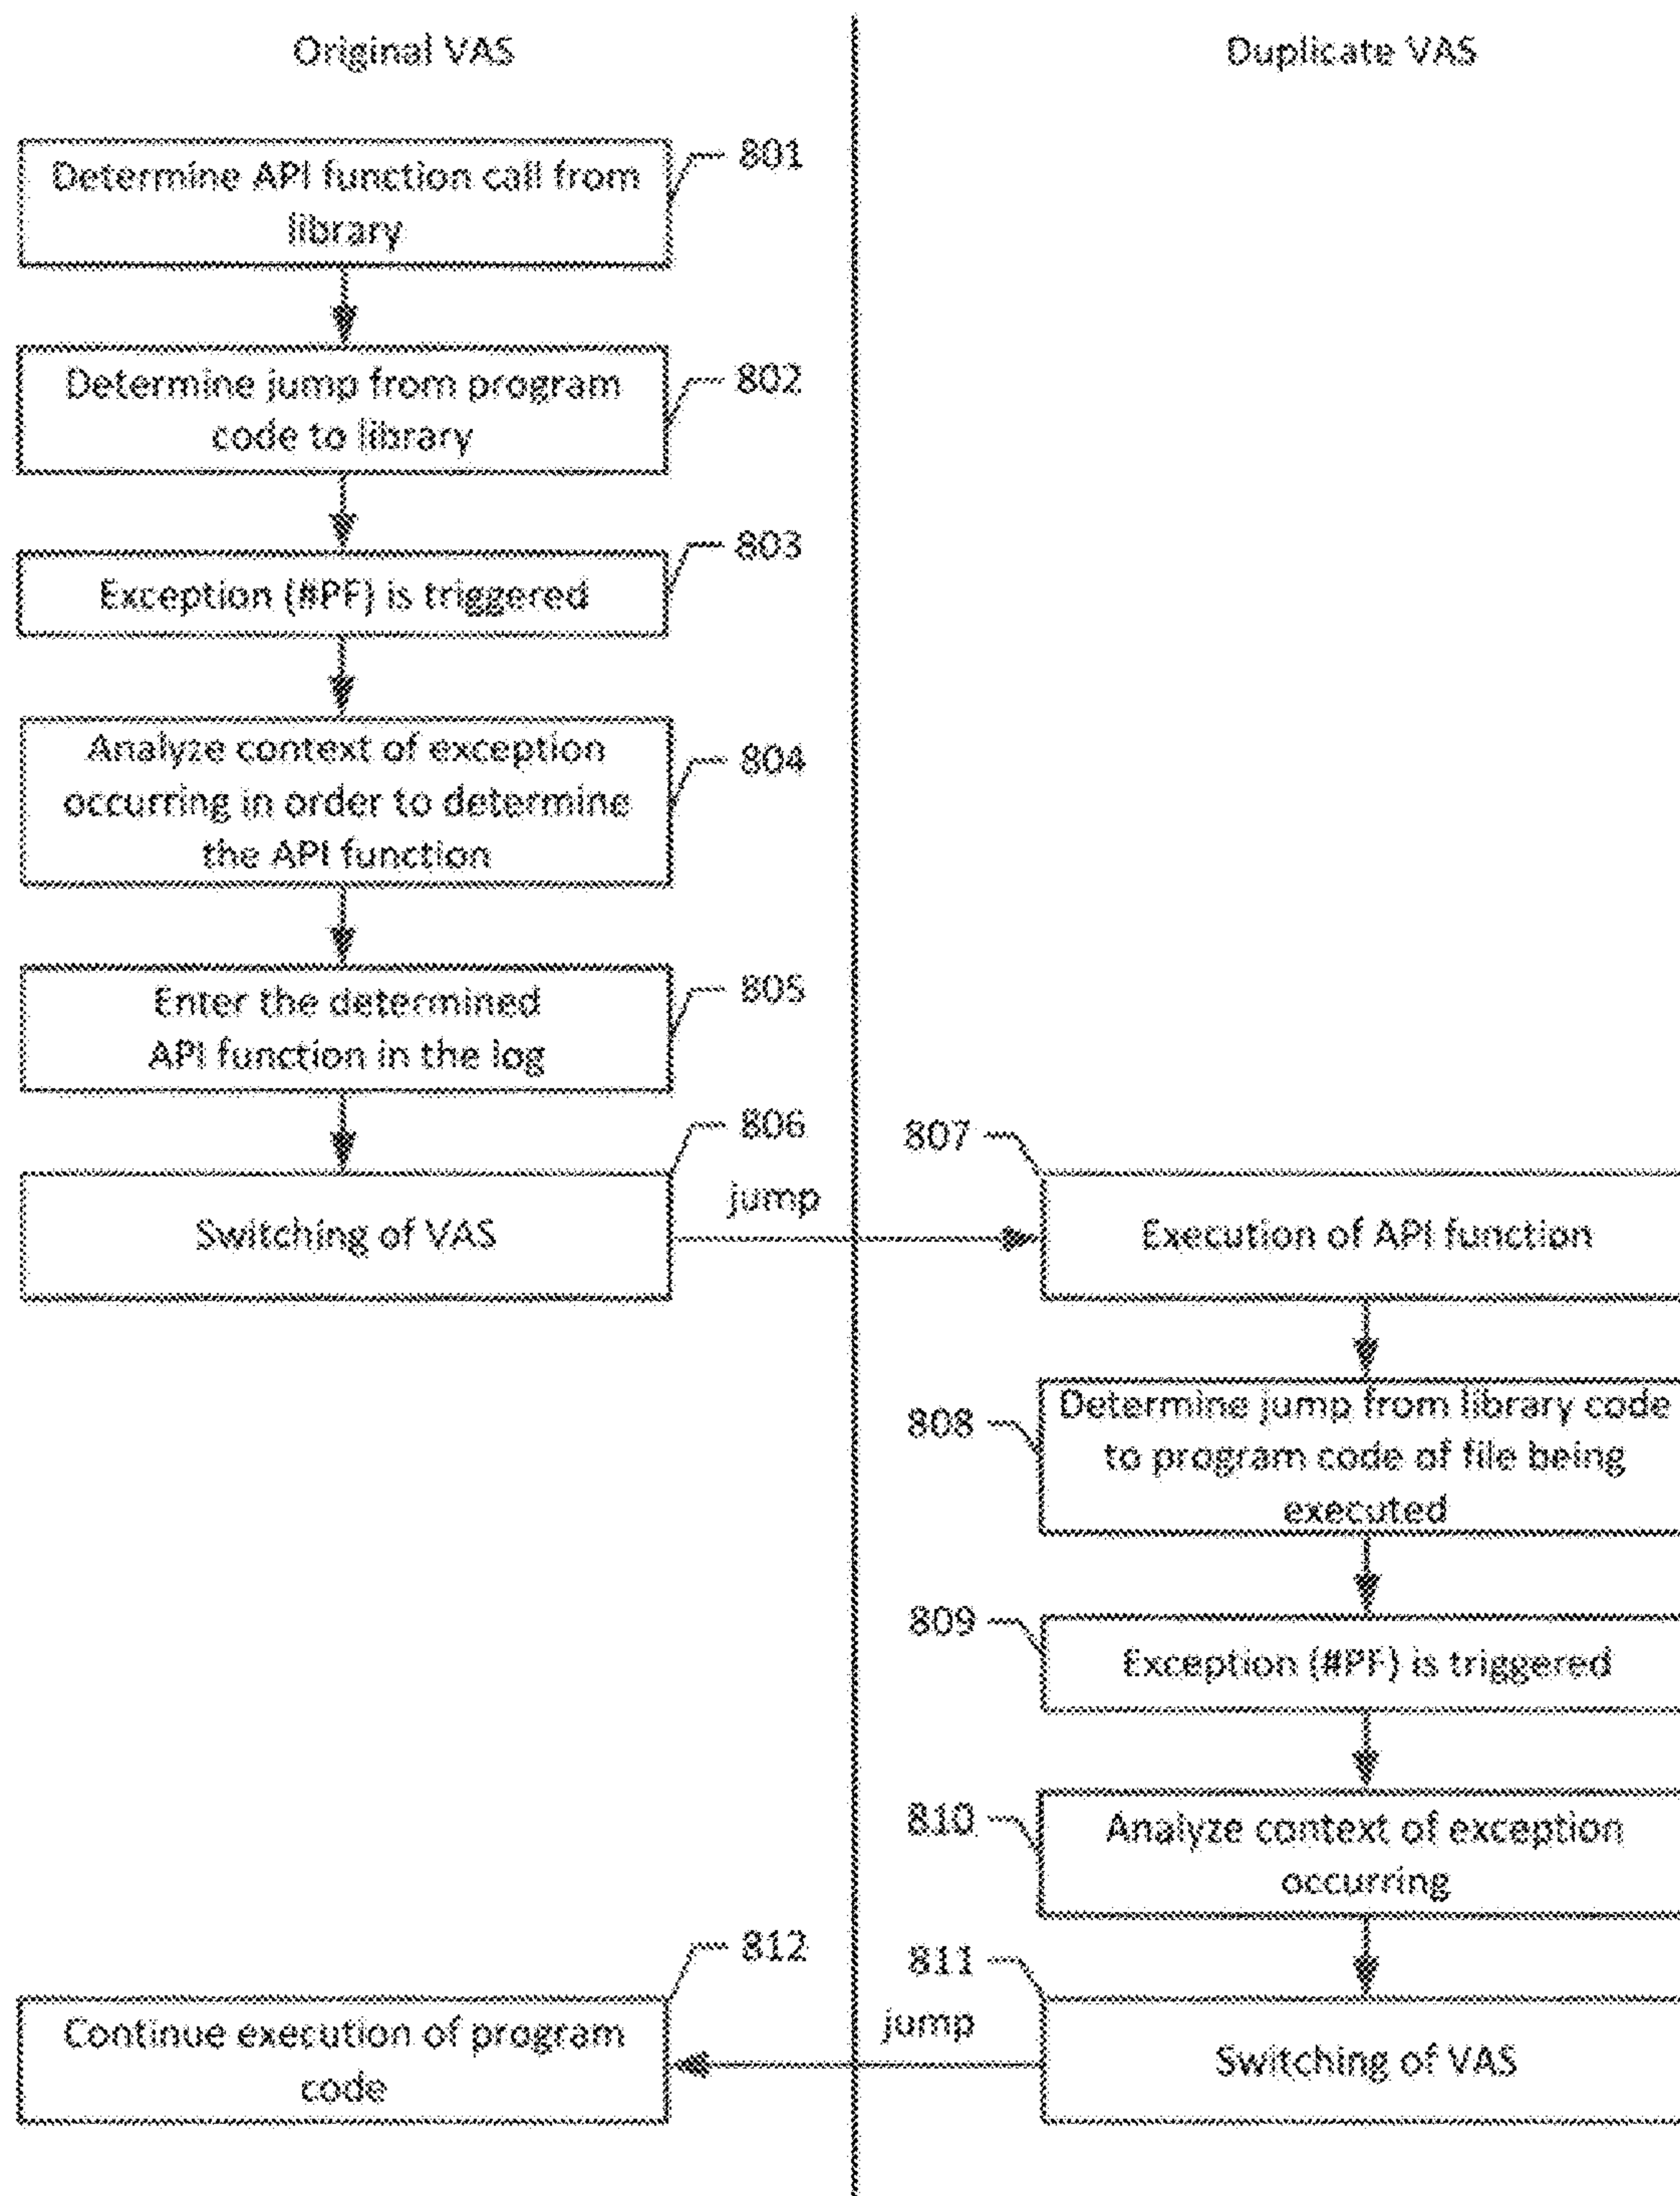 Original VAS
Duplicate VAS
801
Determine API function call from
library
802
Determine jump from program
code to library
803
Exception (#PF) is triggered
804
Analyze context of exception
occurring in order to determine
the API function
805
Enter the determined
API function in the log
806
Switching of VAS
jump
807
Execution of API function
808
Determine jump from library code
to program code of file being
executed
809
Exception (#PF) is triggered
810
Analyze context of exception
occurring
811
Switching of VAS
jump
812
Continue execution of program
code